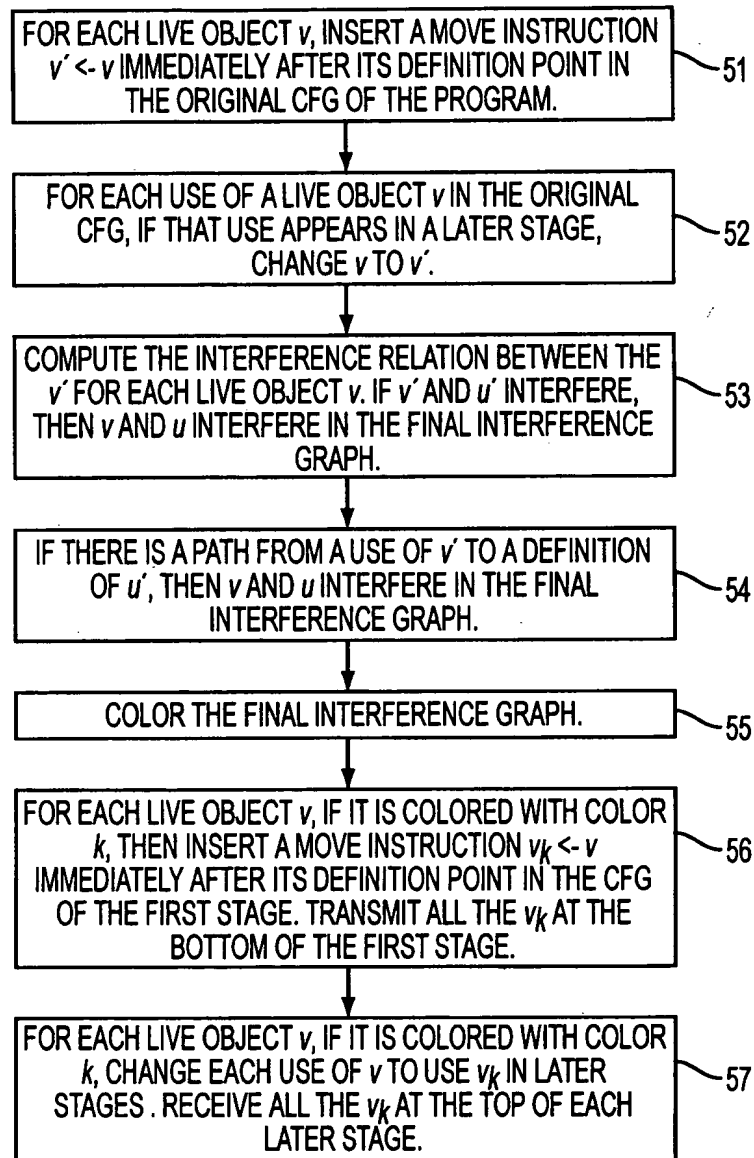 FOR EACH LIVE OBJECT v, INSERT A MOVE INSTRUCTION
v´ <- v IMMEDIATELY AFTER ITS DEFINITION POINT IN
THE ORIGINAL CFG OF THE PROGRAM.
51
FOR EACH USE OF A LIVE OBJECT v IN THE ORIGINAL
CFG, IF THAT USE APPEARS IN A LATER STAGE,
CHANGE v TO v´.
52
COMPUTE THE INTERFERENCE RELATION BETWEEN THE
v´ FOR EACH LIVE OBJECT v. IF v´ AND u´ INTERFERE,
THEN v AND u INTERFERE IN THE FINAL INTERFERENCE
GRAPH.
53
IF THERE IS A PATH FROM A USE OF v´ TO A DEFINITION
OF u´, THEN v AND u INTERFERE IN THE FINAL
INTERFERENCE GRAPH.
54
COLOR THE FINAL INTERFERENCE GRAPH.
55
FOR EACH LIVE OBJECT v, IF IT IS COLORED WITH COLOR
k, THEN INSERT A MOVE INSTRUCTION vk <- v
IMMEDIATELY AFTER ITS DEFINITION POINT IN THE CFG
OF THE FIRST STAGE. TRANSMIT ALL THE vk AT THE
BOTTOM OF THE FIRST STAGE.
56
FOR EACH LIVE OBJECT v, IF IT IS COLORED WITH COLOR
k, CHANGE EACH USE OF v TO USE vk IN LATER
STAGES . RECEIVE ALL THE vk AT THE TOP OF EACH
LATER STAGE.
57